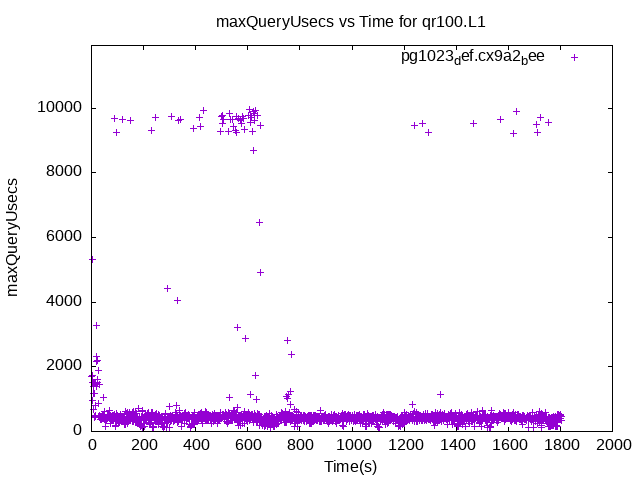 maxQueryUsecs vs Time for qr100.L1
pg1023def.cx9a2bee
10000
8000
6000
4000
2000
0
maxQueryUsecs
0 200 400 600 800 1000 1200 1400 1600 1800 2000
Time(s)